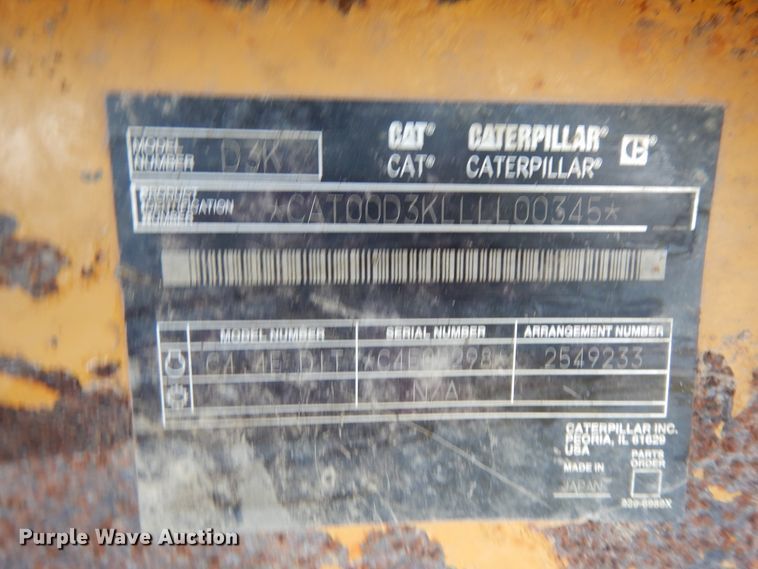 MODEL NUMBER D3K
CAT® CATERPILLAR®
CAT® CATERPILLAR®
PRODUCT IDENTIFICATION NUMBER *CAT00D3KLLLL00345*
MODEL NUMBER SERIAL NUMBER ARRANGEMENT NUMBER
2549233
N/A
CATERPILLAR INC.
PEORIA, IL 61629
USA
MADE IN PARTS ORDER
JAPAN
Purple Wave Auction